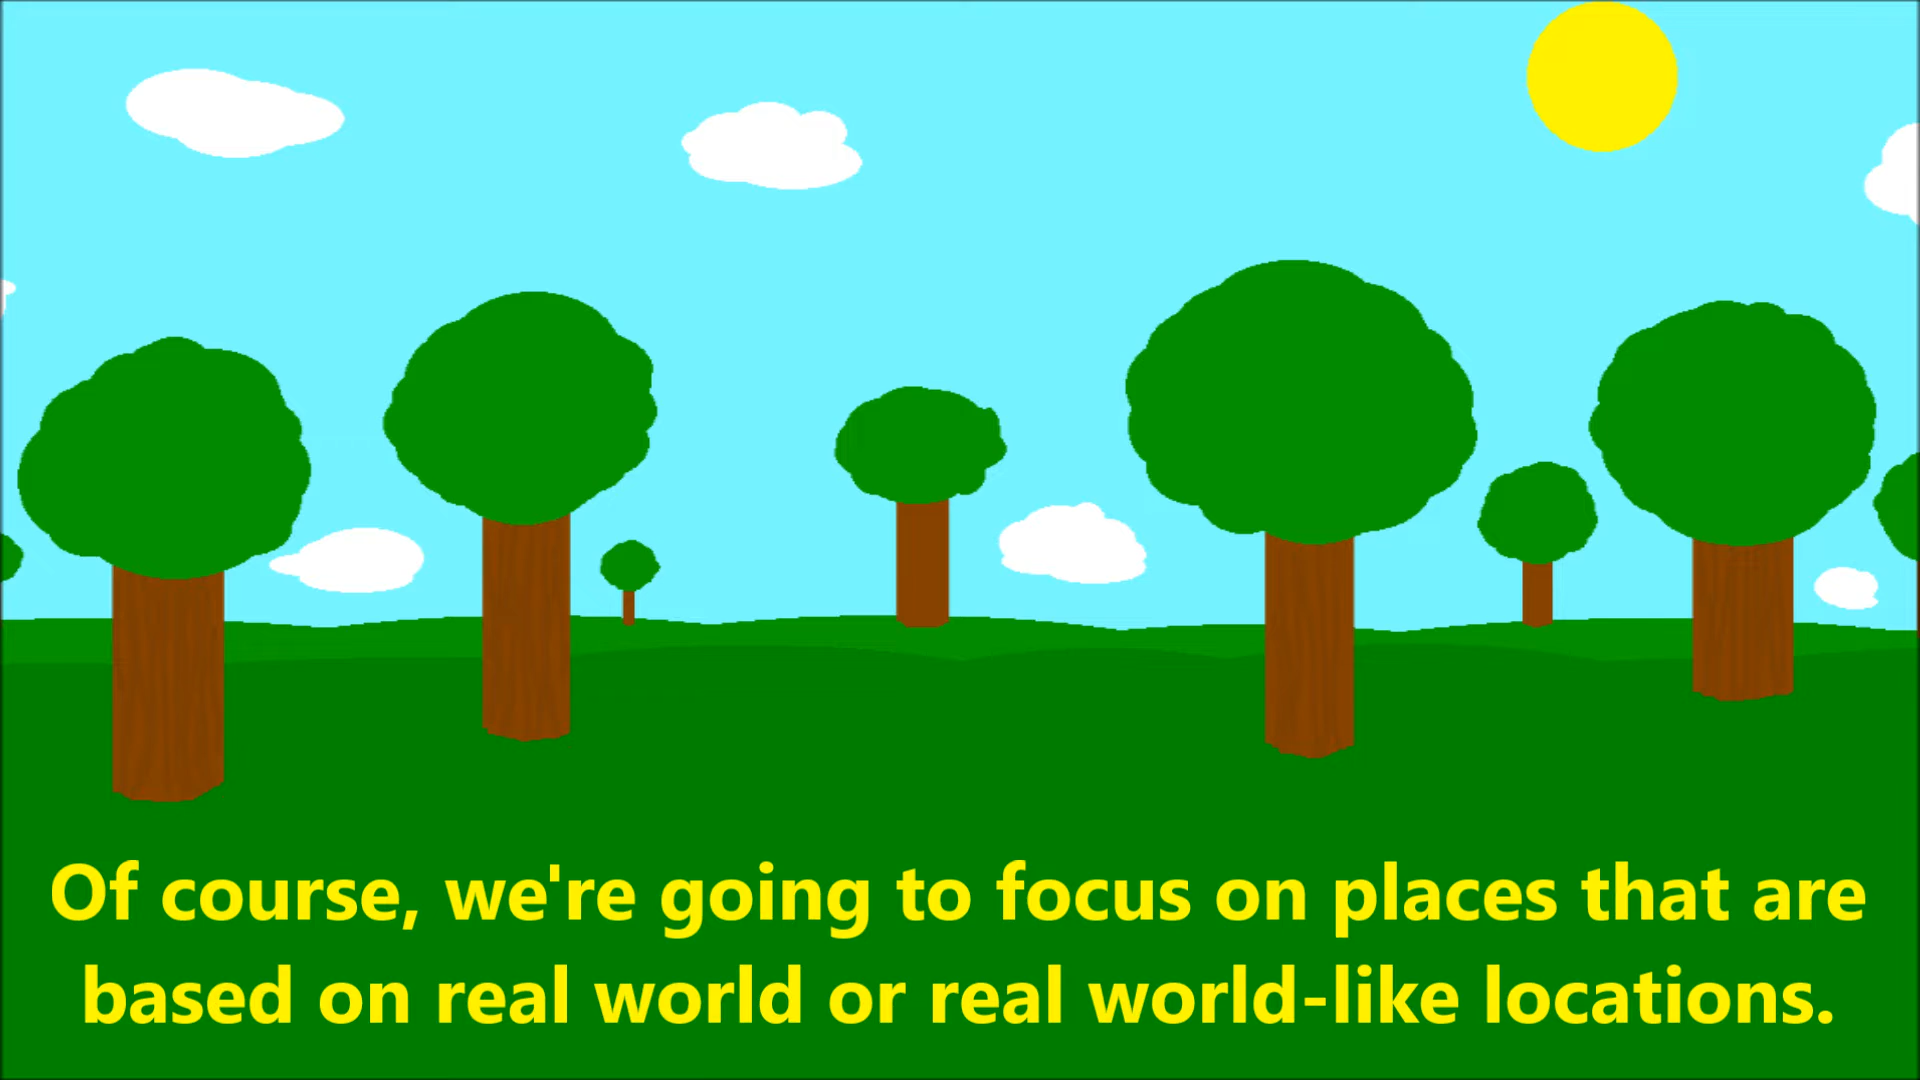 Of course, we're going to focus on places that are
based on real world or real world-like locations.